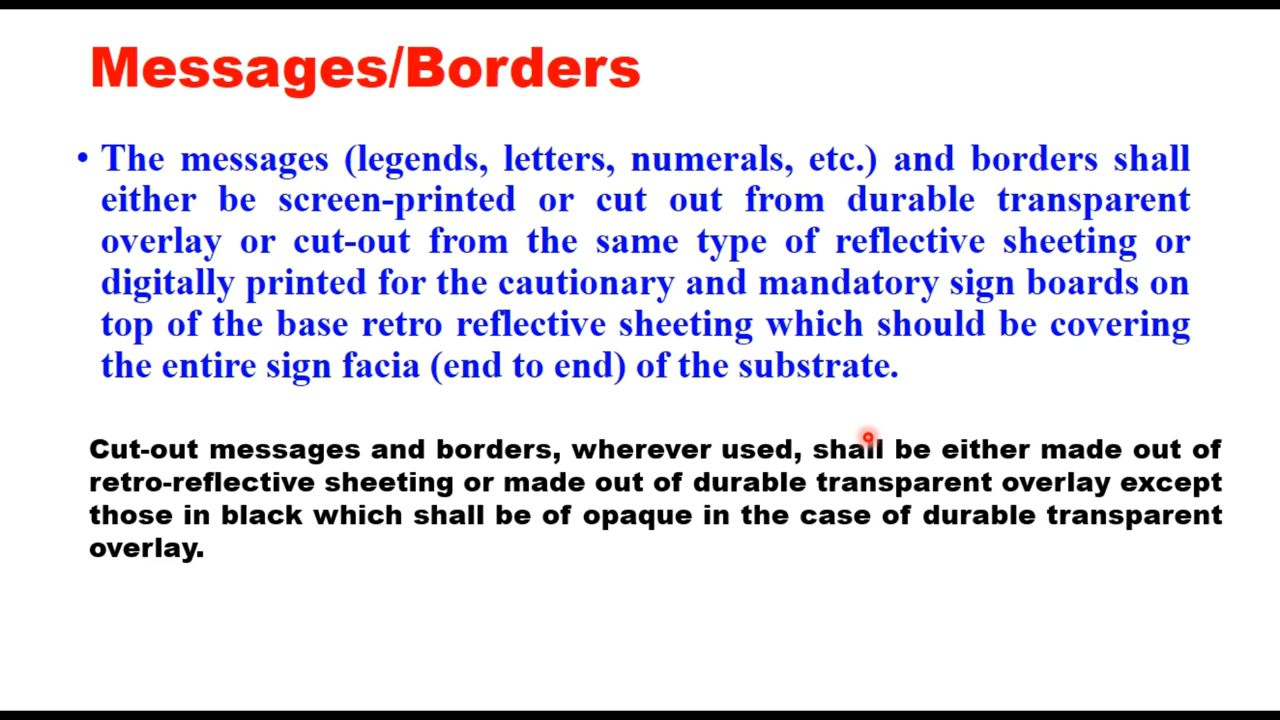 Messages/Borders
• The messages (legends, letters, numerals, etc.) and borders shall
either be screen-printed or cut out from durable transparent
overlay or cut-out from the same type of reflective sheeting or
digitally printed for the cautionary and mandatory sign boards on
top of the base retro reflective sheeting which should be covering
the entire sign facia (end to end) of the substrate.
Cut-out messages and borders, wherever used, shall be either made out of
retro-reflective sheeting or made out of durable transparent overlay except
those in black which shall be of opaque in the case of durable transparent
overlay.